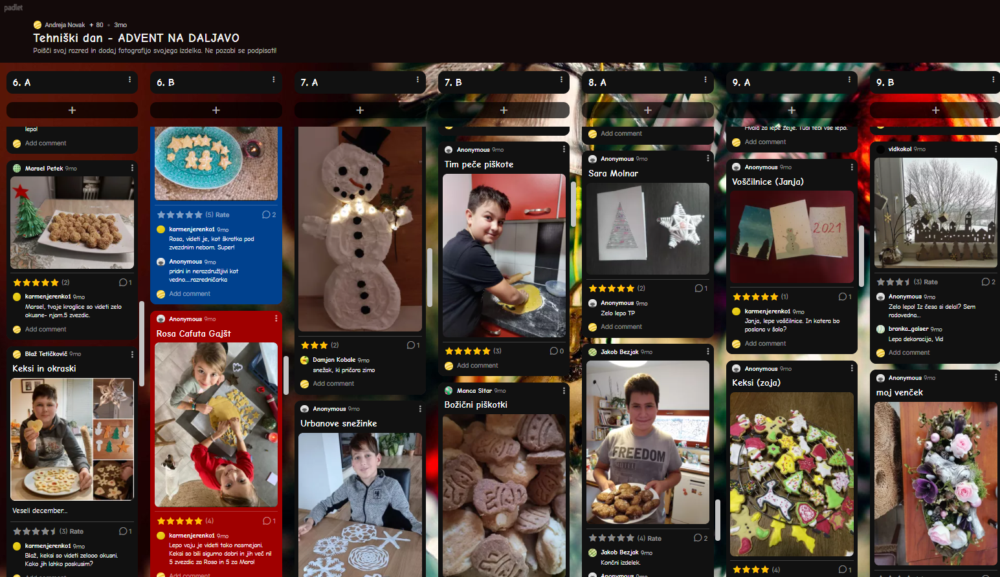 padlet
Andreja Novak + 80 • 3mo
Tehniški dan - ADVENT NA DALJAVO
Poišči svoj razred in dodaj fotografijo svojega izdelka. Ne pozabi se podpisati!
6. A
lepo!
Add comment
Marsel Petek 9mo
(2) 1
karmenjerenko1 9mo
Marsel, tvoje kroglice so videti zelo
okusne- njam.5 zvezdic.
Add comment
Blaž Tetičkovič 9mo
Keksi in okraski
Veseli december...
(3) Rate 1
karmenjerenko1 9mo
Blaž, keksi so videti zelooo okusni.
Kako jih lahko poskusim?
6. B
(5) Rate 2
karmenjerenko1 9mo
Rosa, videti je, kot škratka pod
zvezdnim nebom. Super!
Anonymous 9mo
pridni in nerazdružljivi kot
vedno....razredničarka
Add comment
Anonymous 9mo
Rosa Cafuta Gajšt
(4) 1
karmenjerenko1 9mo
Lepo vaju je videti tako nasmejani.
Keksi so bili sigurno dobri in jih več ni!
5 zvezdic za Roso in 5 za Maro!
Add comment
7. A
(2) 1
Damjan Kobale 9mo
snežak, ki pričara zimo
Add comment
Anonymous 9mo
Urbanove snežinke
7. B
Anonymous 9mo
Tim peče piškote
(3) 0
Add comment
Manca Sitar 9mo
Božični piškotki
8. A
Add comment
Anonymous 9mo
Sara Molnar
(2) 1
Anonymous 9mo
Zelo lepo TP
Add comment
Jakob Bezjak 9mo
FREEDOM
(4) Rate 2
Jakob Bezjak 9mo
Končni izdelek.
Anonymous 9mo
9. A
Hvala za lepe želje. Tudi tebi vse lepo.
Add comment
Anonymous 9mo
Voščilnice (Janja)
2021
(1) 1
karmenjerenko1 9mo
Janja, lepe voščilnice. In katera bo
poslana v šolo?
Add comment
Anonymous 9mo
Keksi (zoja)
(4) 1
9. B
vidkokol 9mo
(3) Rate 2
Anonymous 9mo
Zelo lepo! Iz česa si delal? Sem
radovedna...
branka_gaiser 9mo
Lepa dekoracija, Vid
Add comment
Anonymous 9mo
moj venček